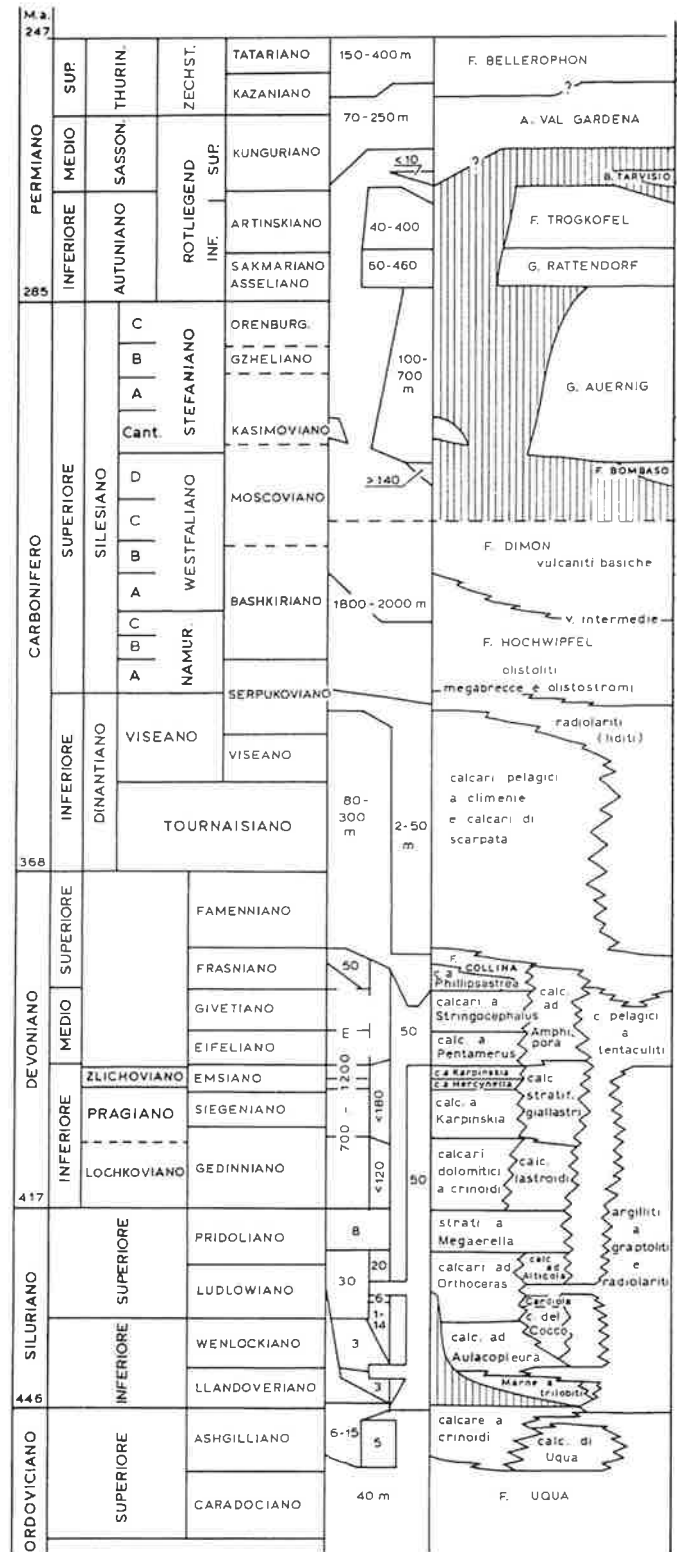 M.a.
247
PERMIANO
SUP.
MEDIO
INFERIORE
THURIN.
SASSON.
AUTUNIANO
ZECHST.
ROTLIEGEND
SUP
INF.
TATARIANO
KAZANIANO
KUNGURIANO
ARTINSKIANO
SAKMARIANO
ASSELIANO
150-400 m
70-250 m
<10
40-400
60-460
F. BELLEROPHON
?
A. VAL GARDENA
?
B. TARVISIO
F. TROGKOFEL
G. RATTENDORF
285
CARBONIFERO
SUPERIORE
SILESIANO
C
B
A
Cant.
STEFANIANO
D
C
B
A
WESTFALIANO
C
B
A
NAMUR.
ORENBURG.
GZHELIANO
KASIMOVIANO
MOSCOVIANO
BASHKIRIANO
SERPUKOVIANO
100-
700
m
>140
1800-2000 m
G. AUERNIG
F. BOMBASO
F. DIMON
vulcaniti basiche
v. intermedie
F. HOCHWIPFEL
olistoliti
megabrecce e olistostromi
INFERIORE
DINANTIANO
VISEANO
VISEANO
TOURNAISIANO
80-
300
m
2-50
m
radiolariti
(liditi)
calcari pelagici
a climenie
e calcari di
scarpata
368
DEVONIANO
SUPERIORE
MEDIO
INFERIORE
FAMENNIANO
FRASNIANO
GIVETIANO
EIFELIANO
ZLICHOVIANO
EMSIANO
PRAGIANO
SIEGENIANO
LOCHKOVIANO
GEDINNIANO
50
E
700 - 1200
<180
<120
50
50
F. COLLINA
c.a
Phillipsastrea
calcari a
Stringocephalus
calc. a
Pentamerus
calc.
ad
Amphi
pora
c. pelagici
a
tentaculiti
c.a Karpinskia
c.a Hercynella
calc. a
Karpinskia
calc
stratif.
giallastri
calcari
dolomitici
a crinoidi
calc.
lastroidi
argilliti
a
graptoliti
e
radiolariti
417
SILURIANO
SUPERIORE
INFERIORE
PRIDOLIANO
LUDLOWIANO
WENLOCKIANO
LLANDOVERIANO
8
20
30
6
1-
14
3
3
strati a
Megaerella
calcari ad
Orthoceras
calc
ad
Alticola
Cardiola
c. del
Cocco
calc. ad
Aulacopleura
Marne a
trilobiti
446
ORDOVICIANO
SUPERIORE
ASHGILLIANO
CARADOCIANO
6-15
5
40 m
calcare a
crinoidi
calc. di
Uqua
F. UQUA